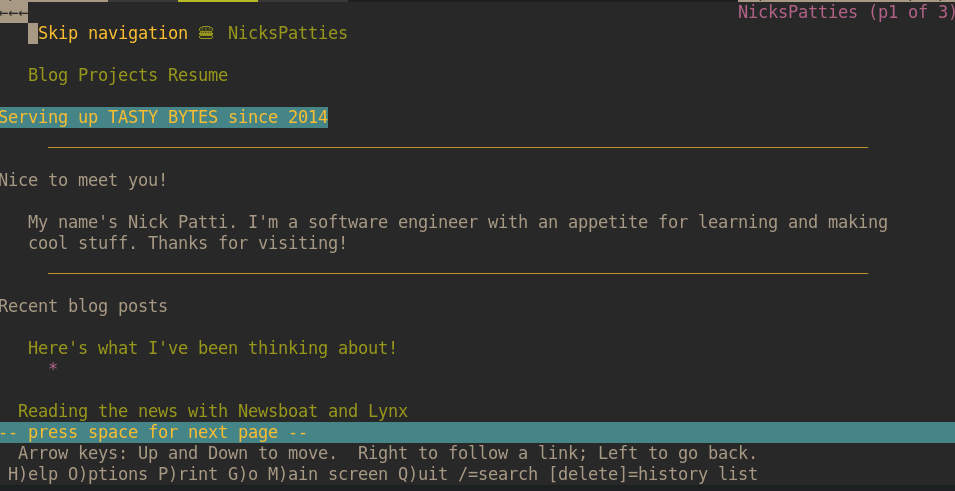 ←←←
NicksPatties (p1 of 3)
Skip navigation 🍔 NicksPatties
Blog Projects Resume
Serving up TASTY BYTES since 2014
Nice to meet you!
My name's Nick Patti. I'm a software engineer with an appetite for learning and making
cool stuff. Thanks for visiting!
Recent blog posts
Here's what I've been thinking about!
*
Reading the news with Newsboat and Lynx
-- press space for next page --
Arrow keys: Up and Down to move.  Right to follow a link; Left to go back.
H)elp O)ptions P)rint G)o M)ain screen Q)uit /=search [delete]=history list